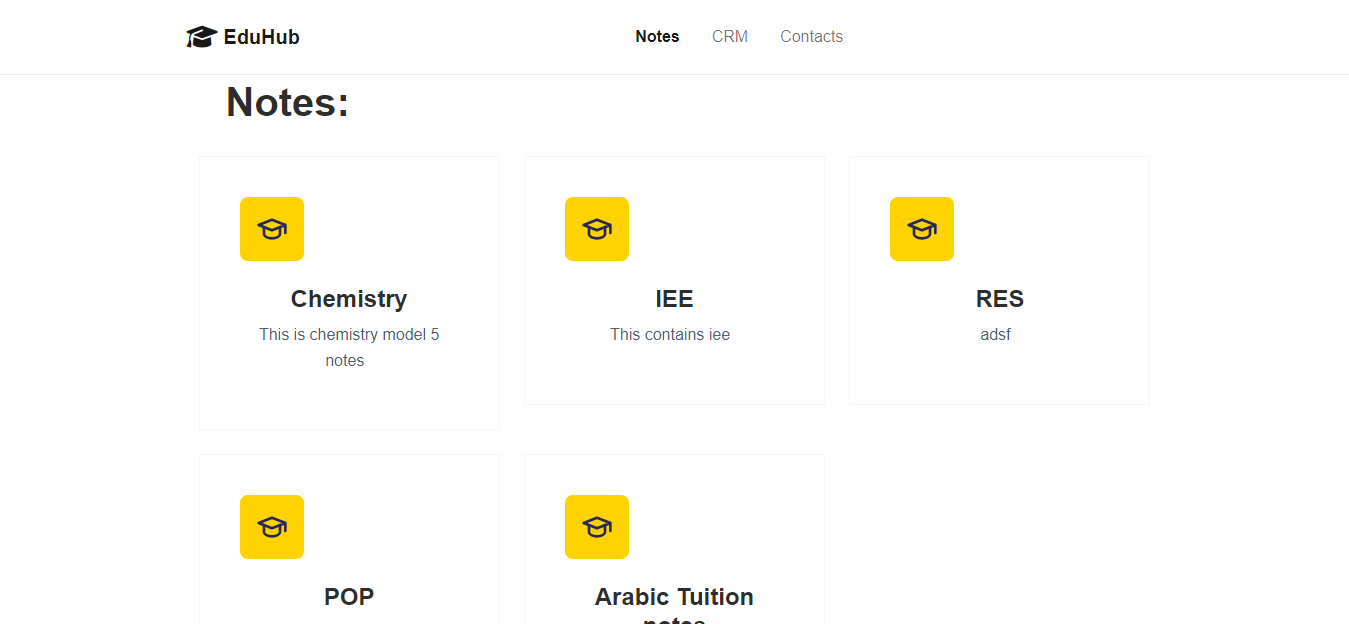 EduHub
Notes
CRM
Contacts
Notes:
Chemistry
This is chemistry model 5
notes
IEE
This contains iee
RES
adsf
POP
Arabic Tuition
notes